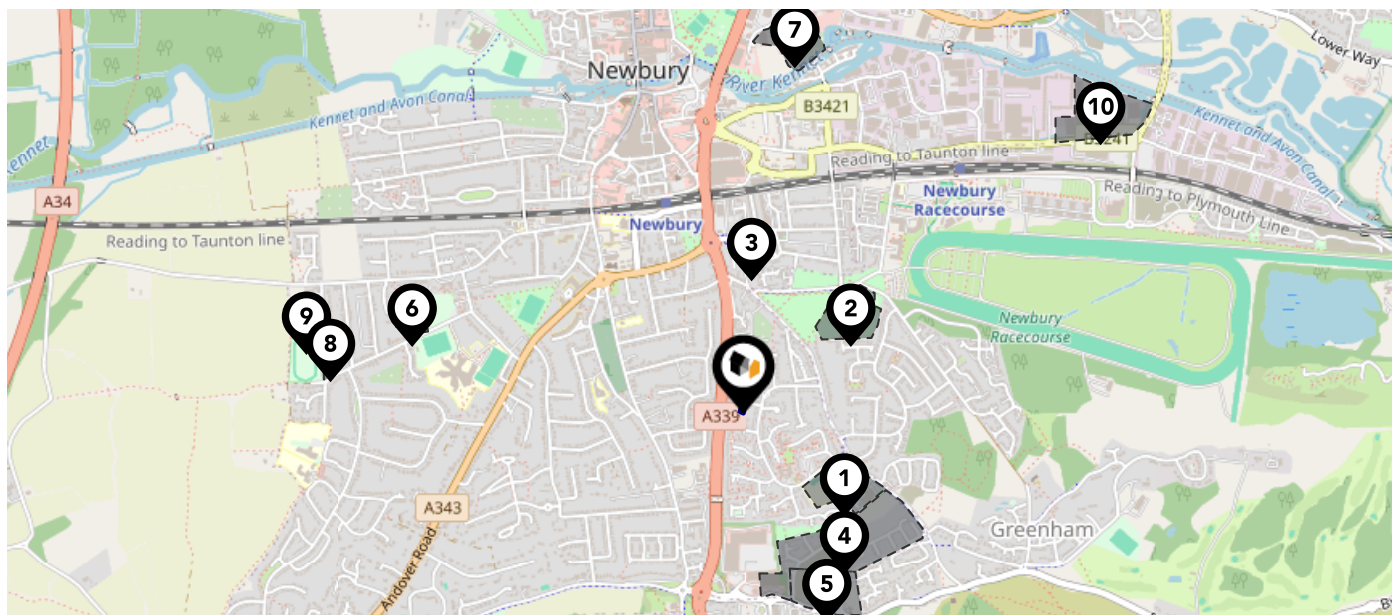 7
Lower Way
Newbury
River Kennet
B3421
10
Kennet and Avon Canal
Kennet and Avon Canal
Kennet
Reading to Taunton line
A34
Newbury
Racecourse
Reading to Plymouth Line
Newbury
3
Reading to Taunton line
9
6
2
8
Newbury
Racecourse
A339
1
A343
4
Greenham
5
Andover Road